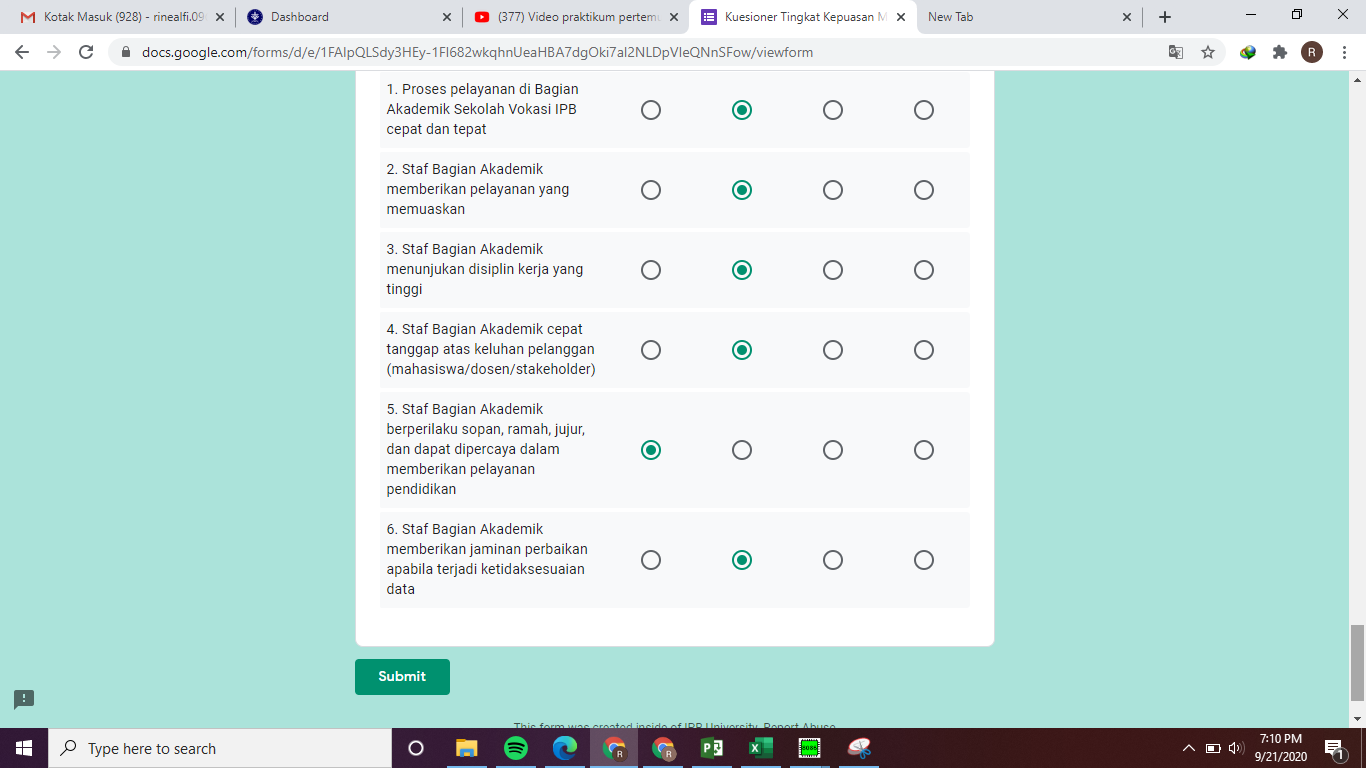 Kotak Masuk (928) - rinealfi.09
Dashboard
(377) Video praktikum pertem
Kuesioner Tingkat Kepuasan M
New Tab
docs.google.com/forms/d/e/1FAIpQLSdy3HEy-1FI682wkqhnUeaHBA7dgOki7al2NLDpVIeQNnSFow/viewform
R
1. Proses pelayanan di Bagian
Akademik Sekolah Vokasi IPB
cepat dan tepat
2. Staf Bagian Akademik
memberikan pelayanan yang
memuaskan
3. Staf Bagian Akademik
menunjukan disiplin kerja yang
tinggi
4. Staf Bagian Akademik cepat
tanggap atas keluhan pelanggan
(mahasiswa/dosen/stakeholder)
5. Staf Bagian Akademik
berperilaku sopan, ramah, jujur,
dan dapat dipercaya dalam
memberikan pelayanan
pendidikan
6. Staf Bagian Akademik
memberikan jaminan perbaikan
apabila terjadi ketidaksesuaian
data
Submit
This form was created inside of IPB University. Report Abuse
Type here to search
7:10 PM
9/21/2020
1